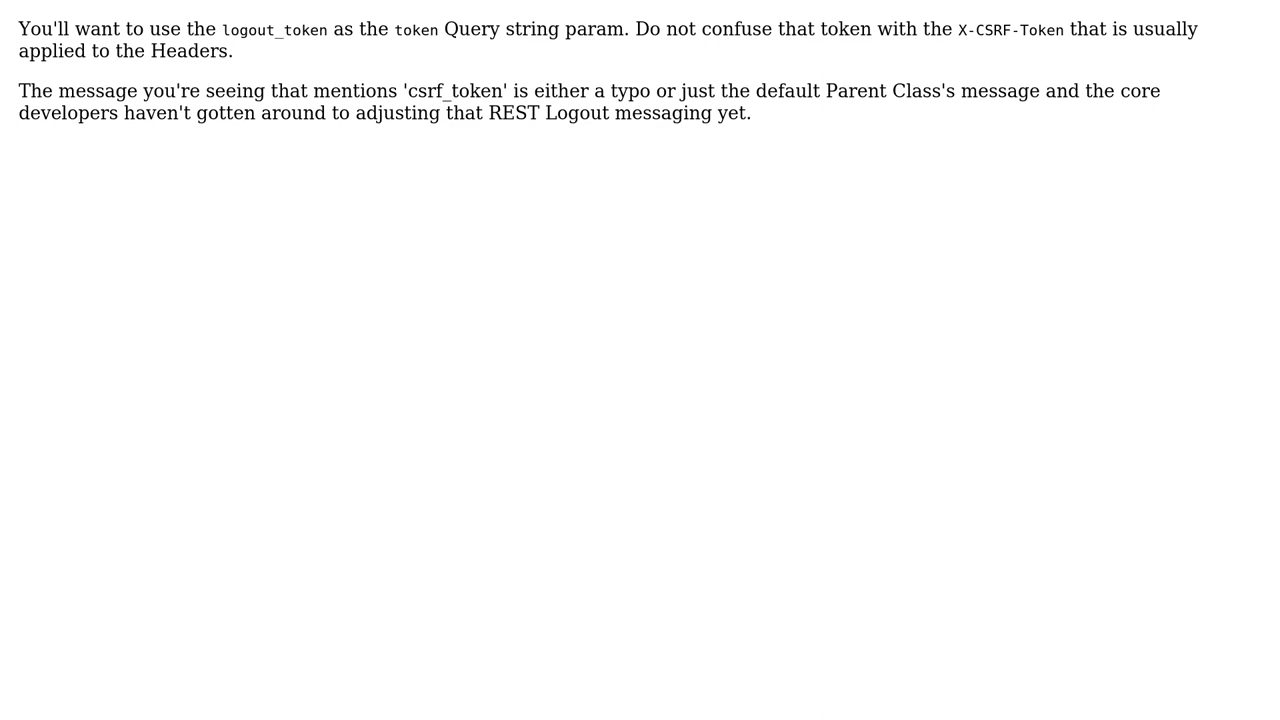 You'll want to use the logout_token as the token Query string param. Do not confuse that token with the X-CSRF-Token that is usually
applied to the Headers.
The message you're seeing that mentions 'csrf_token' is either a typo or just the default Parent Class's message and the core
developers haven't gotten around to adjusting that REST Logout messaging yet.